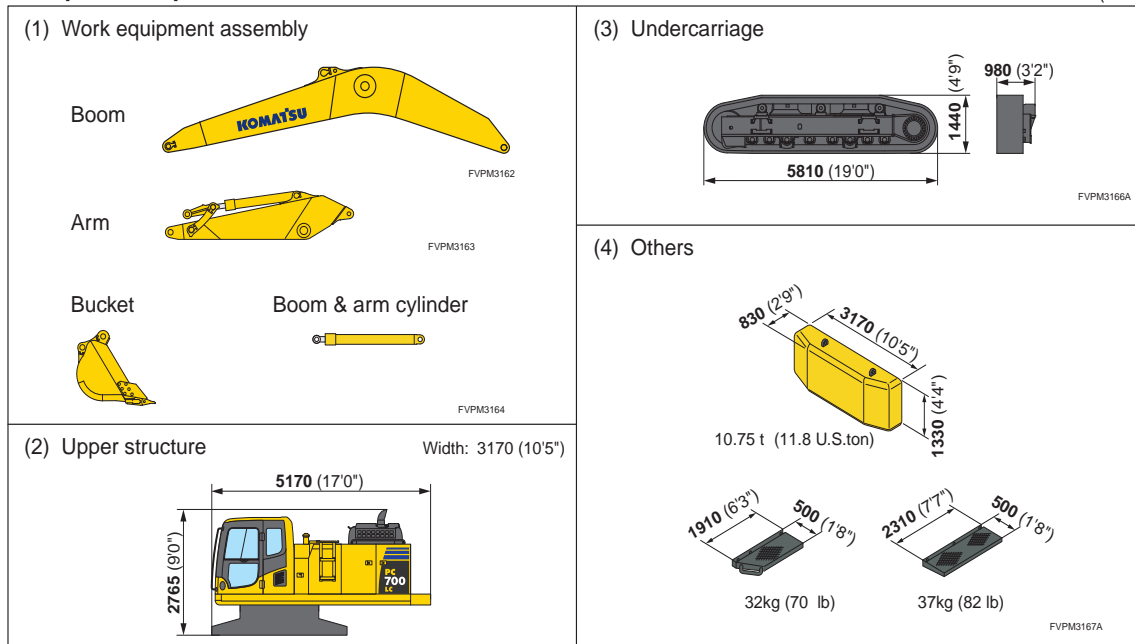 (1) Work equipment assembly
Boom
KOMATSU
FVPM3162
Arm
FVPM3163
Bucket
Boom & arm cylinder
FVPM3164
(2) Upper structure
Width: 3170 (10'5")
5170 (17'0")
2765 (9'0")
PC
700
LC
(3) Undercarriage
980 (3'2")
1440 (4'9")
5810 (19'0")
FVPM3166A
(4) Others
830 (2'9")
3170 (10'5")
1330 (4'4")
10.75 t (11.8 U.S.ton)
1910 (6'3")
500 (1'8")
32kg (70 lb)
2310 (7'7")
500 (1'8")
37kg (82 lb)
FVPM3167A